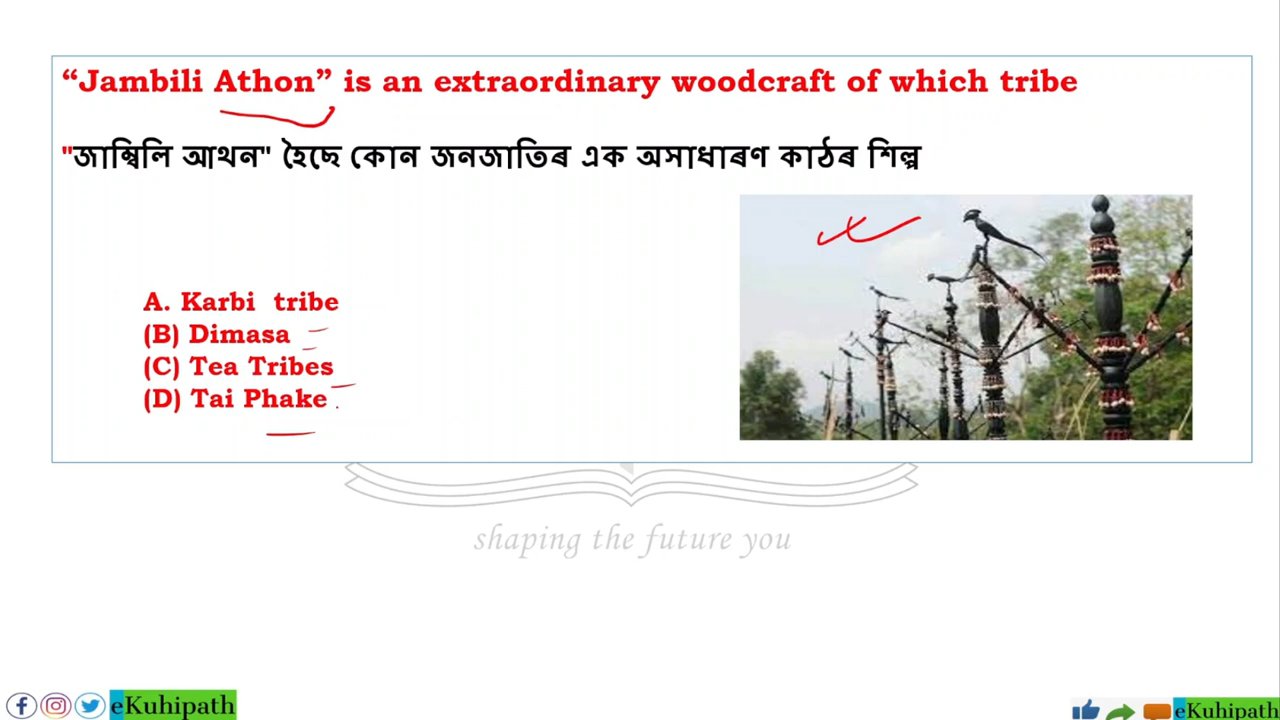 “Jambili Athon” is an extraordinary woodcraft of which tribe
"জাম্বিলি আথন" হৈছে কোন জনজাতিৰ এক অসাধাৰণ কাঠৰ শিল্প
A. Karbi tribe
(B) Dimasa
(C) Tea Tribes
(D) Tai Phake
shaping the future you
eKuhipath
eKuhipath